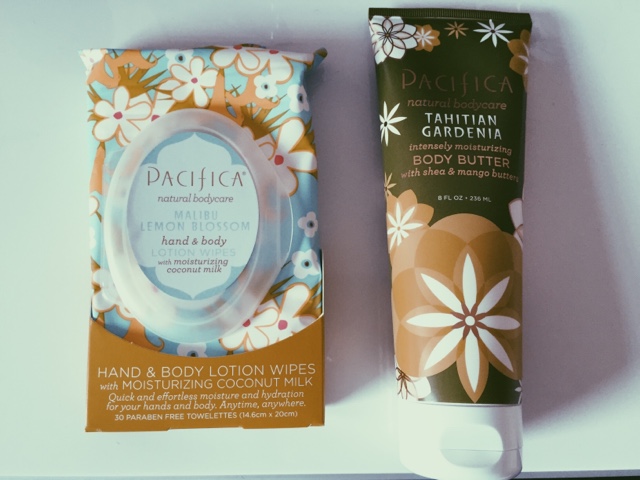 PACIFICA®
natural bodycare
MALIBU
LEMON BLOSSOM
hand & body
LOTION WIPES
with moisturizing
coconut milk
HAND & BODY LOTION WIPES
with MOISTURIZING COCONUT MILK
Quick and effortless moisture and hydration
for your hands and body. Anytime, anywhere.
30 PARABEN FREE TOWELETTES (14.6cm x 20cm)
PACIFICA
natural bodycare
TAHITIAN
GARDENIA
intensely moisturizing
BODY BUTTER
with shea & mango butters
8 FL OZ • 236 ML